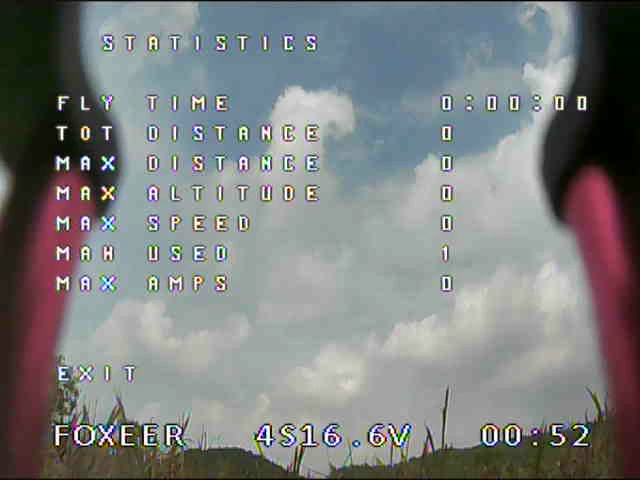 STATISTICS
FLY TIME 0:00:00
TOT DISTANCE 0
MAX DISTANCE 0
MAX ALTITUDE 0
MAX SPEED 0
MAH USED 1
MAX AMPS 0
EXIT
FOXEER 4S16.6V 00:52